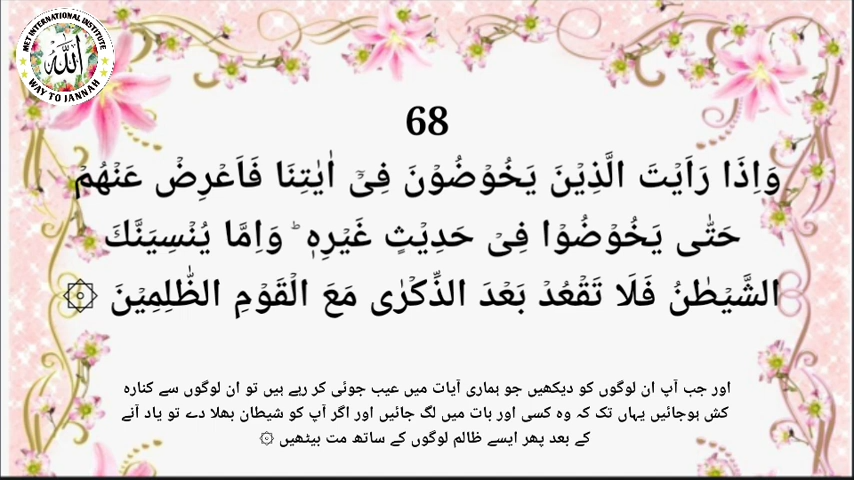 MET INTERNATIONAL INSTITUTE
الله
WAY TO JANNAH
68
وَاِذَا رَاَيۡتَ الَّذِيۡنَ يَخُوۡضُوۡنَ فِىۡۤ اٰيٰتِنَا فَاَعۡرِضۡ عَنۡهُمۡ
حَتّٰى يَخُوۡضُوۡا فِىۡ حَدِيۡثٍ غَيۡرِهٖ‌ ؕ وَاِمَّا يُنۡسِيَنَّكَ
الشَّيۡطٰنُ فَلَا تَقۡعُدۡ بَعۡدَ الذِّكۡرٰى مَعَ الۡقَوۡمِ الظّٰلِمِيۡنَ ۞
اور جب آپ ان لوگوں کو دیکھیں جو ہماری آیات میں عیب جوئی کر رہے ہیں تو ان لوگوں سے کنارہ
کش ہوجائیں یہاں تک کہ وہ کسی اور بات میں لگ جائیں اور اگر آپ کو شیطان بھلا دے تو یاد آنے
کے بعد پھر ایسے ظالم لوگوں کے ساتھ مت بیٹھیں ۞